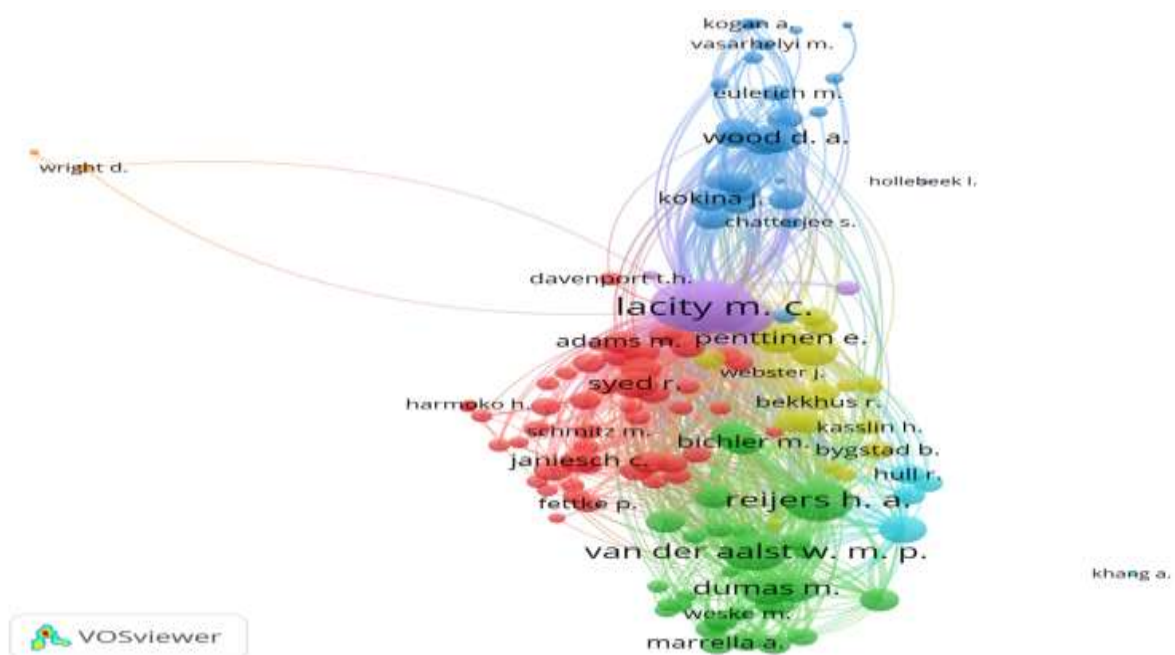 kogan a.
vasarhelyi m.
eulerich m.
wood d. a.
wright d.
hollebeek l.
kokina j.
chatterjee s.
davenport t.h.
lacity m. c.
adams m.
penttinen e.
webster j.
syed r.
bekkhus r.
harmoko h.
kasslin h.
schmitz m.
bichler m.
bygstad b.
janiesch c.
hull r.
reijers h. a.
fettke p.
van der aalst w. m. p.
khang a.
dumas m.
weske m.
VOSviewer
marrella a.